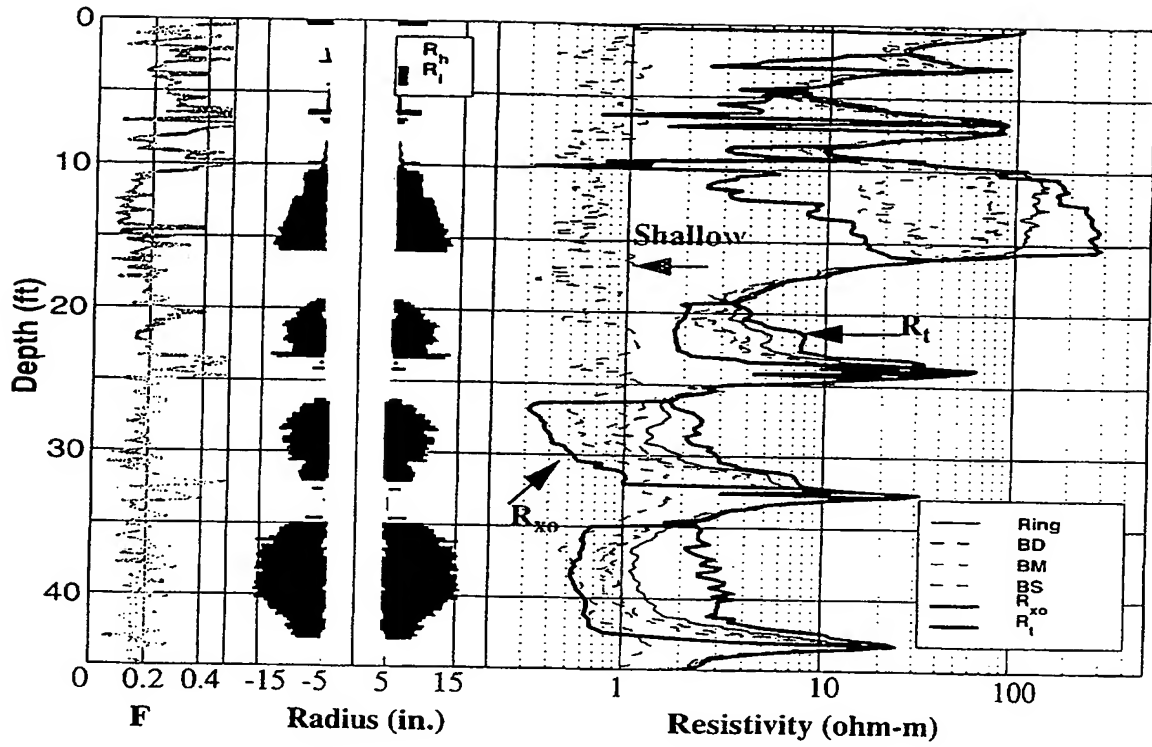 0
10
20
30
40
0
Depth (ft)
R_h
R_i
Shallow
R_t
R_xo
Ring
BD
BM
BS
R_xo
R_t
0 0.2 0.4 -15 -5 5 15 1 10 100
F
Radius (in.)
Resistivity (ohm-m)